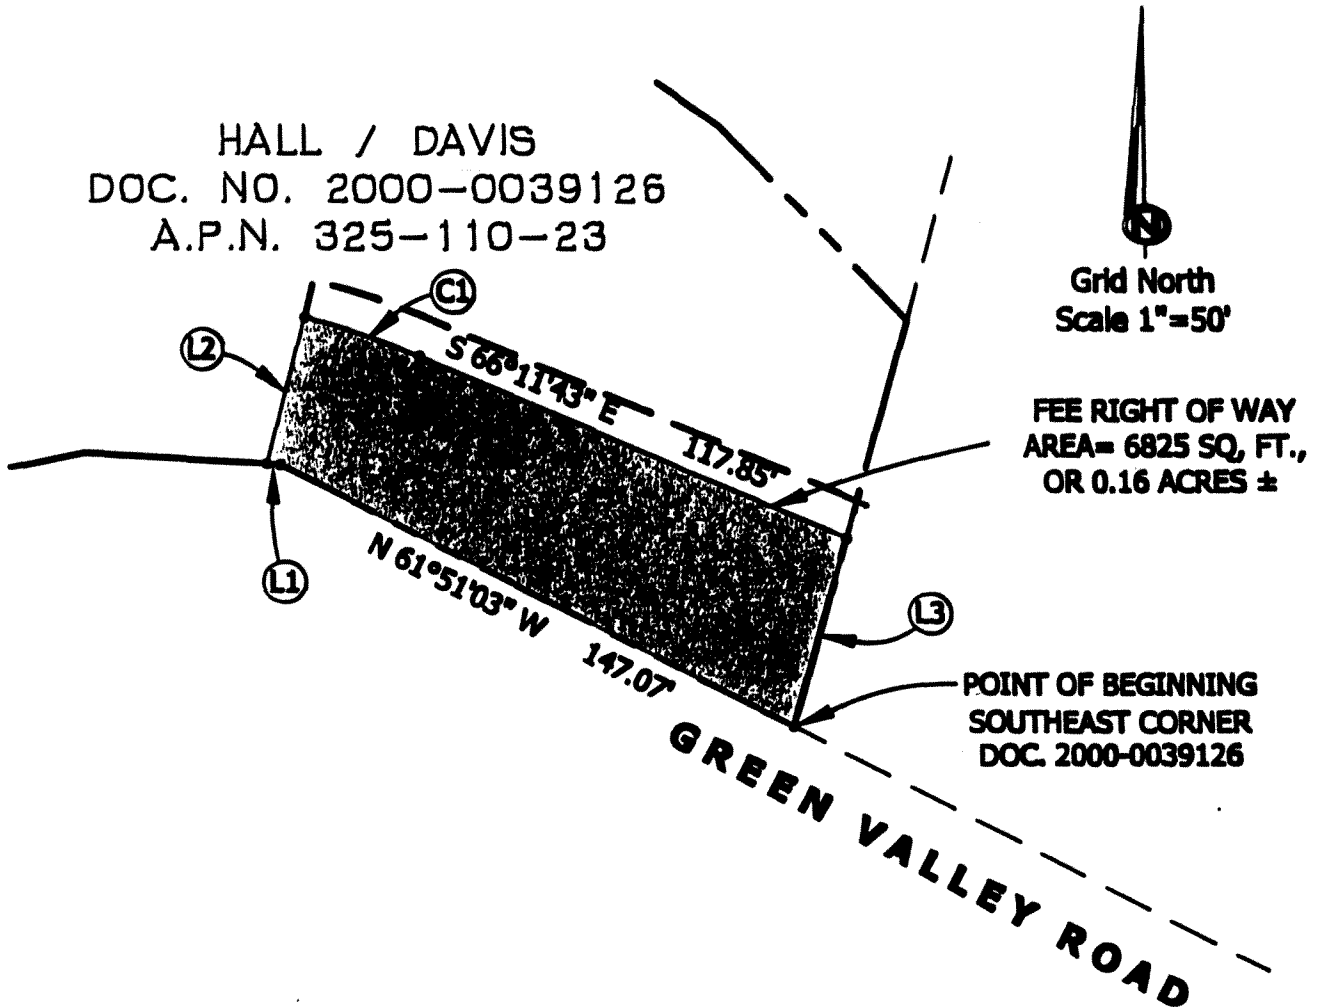 HALL / DAVIS
DOC. NO. 2000-0039126
A.P.N. 325-110-23
N
Grid North
Scale 1"=50'
C1
L2
S 66°11'43" E
117.85'
FEE RIGHT OF WAY
AREA= 6825 SQ, FT.,
OR 0.16 ACRES ±
L1
N 61°51'03" W
147.07'
L3
POINT OF BEGINNING
SOUTHEAST CORNER
DOC. 2000-0039126
GREEN VALLEY ROAD